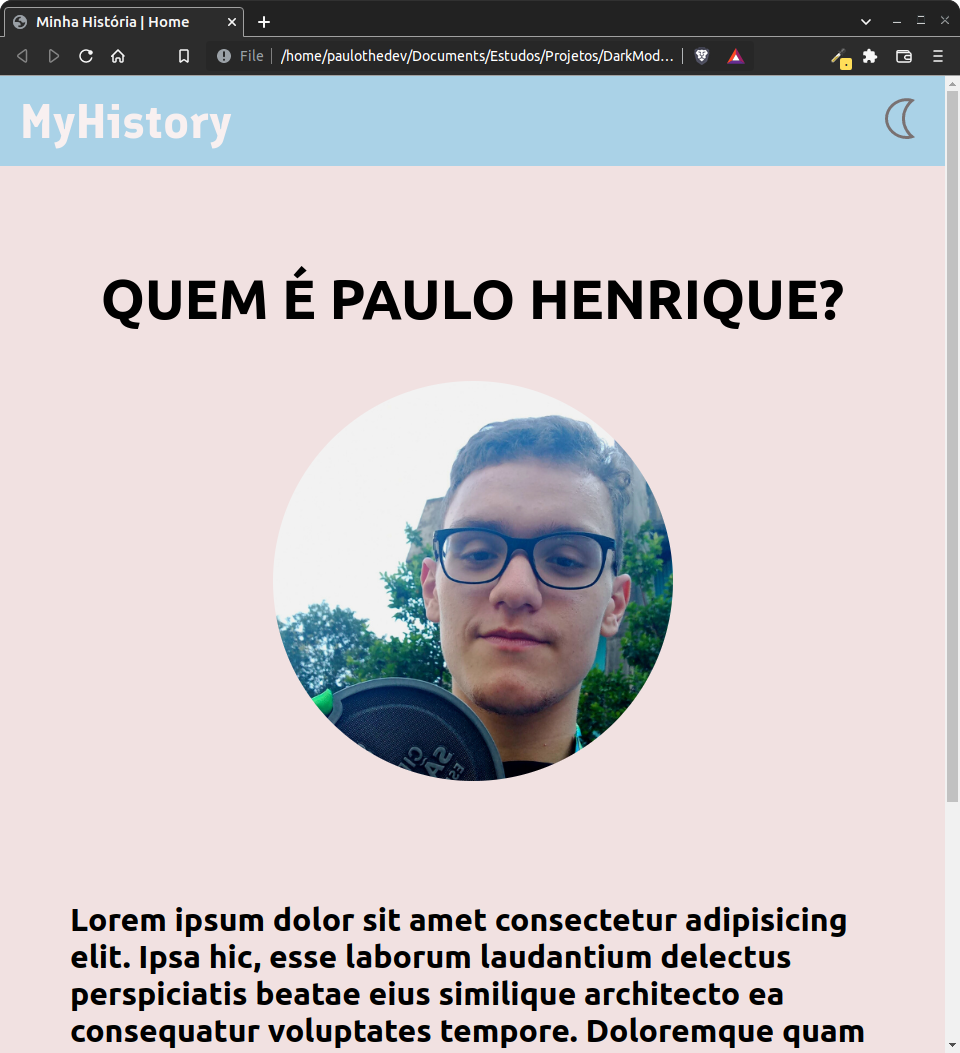 Minha História | Home
File
/home/paulothedev/Documents/Estudos/Projetos/DarkMod…
MyHistory
QUEM É PAULO HENRIQUE?
Lorem ipsum dolor sit amet consectetur adipisicing
elit. Ipsa hic, esse laborum laudantium delectus
perspiciatis beatae eius similique architecto ea
consequatur voluptates tempore. Doloremque quam